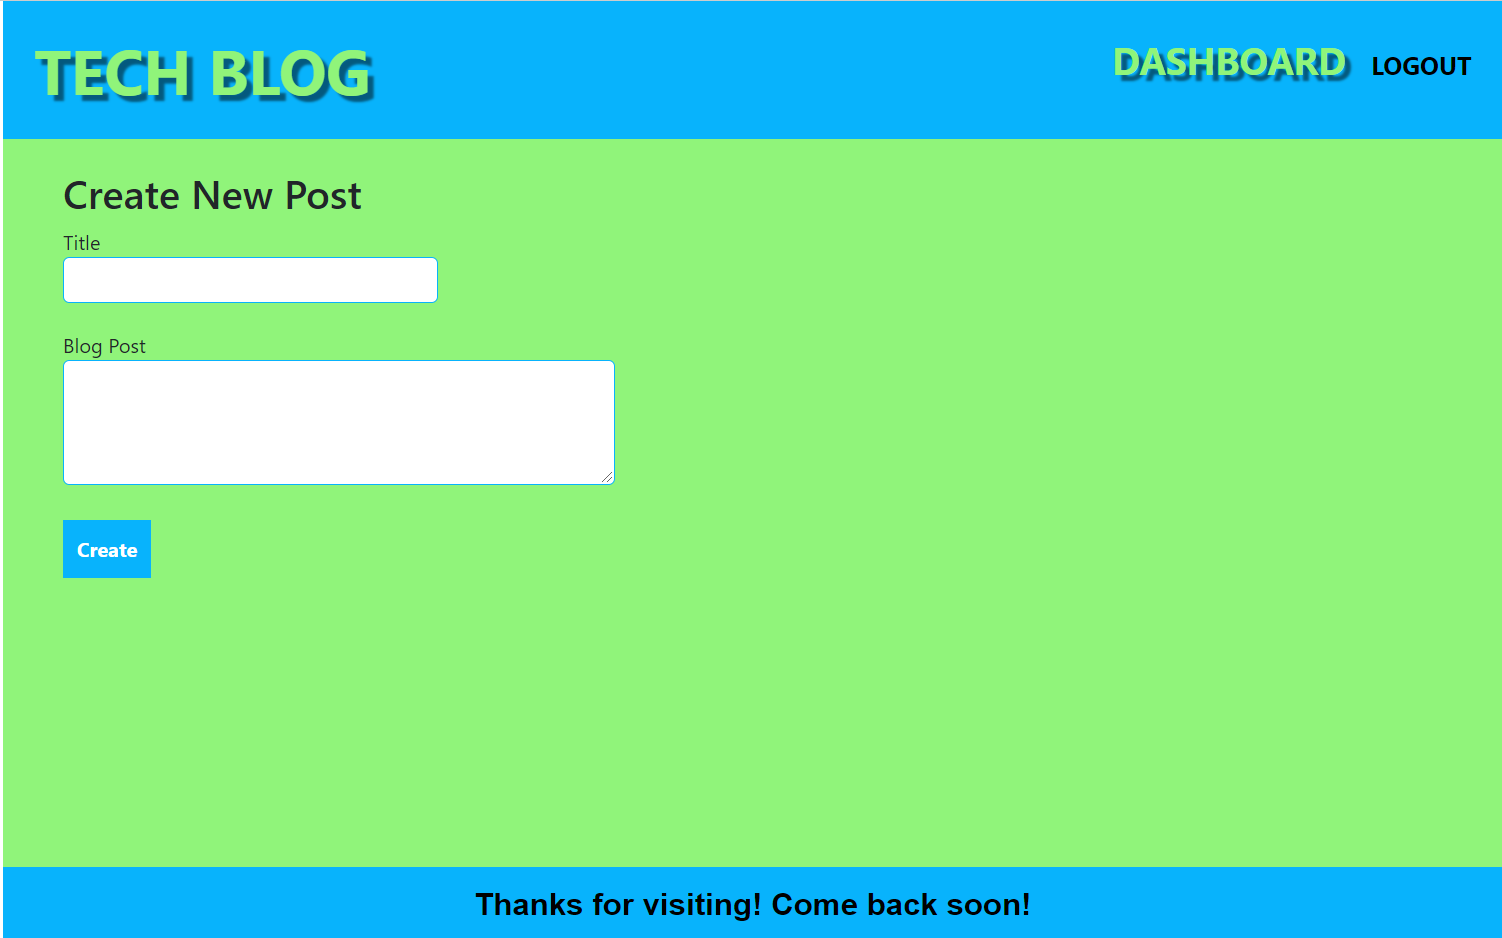 TECH BLOG
DASHBOARD LOGOUT
Create New Post
Title
Blog Post
Create
Thanks for visiting! Come back soon!